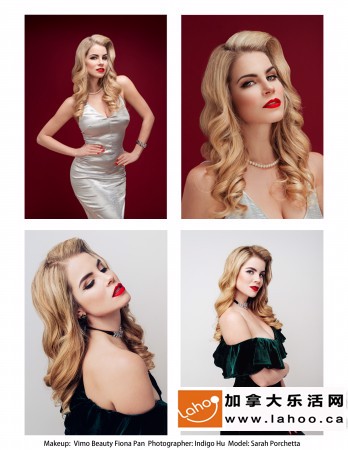 Lahoo
加拿大乐活网
www.lahoo.ca
Makeup: Vimo Beauty Fiona Pan Photographer: Indigo Hu Model: Sarah Porchetta